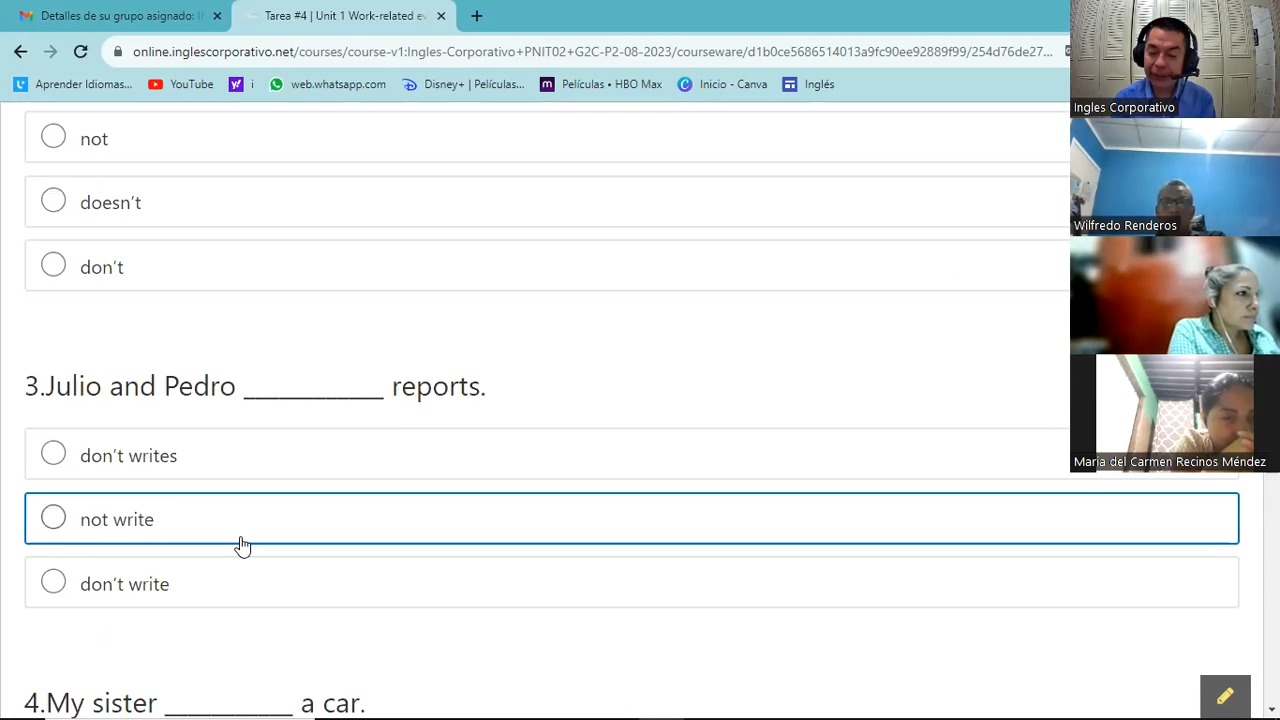 Detalles de su grupo asignado: I
Tarea #4 | Unit 1 Work-related e
online.inglescorporativo.net/courses/course-v1:Ingles-Corporativo+PNIT02+G2C-P2-08-2023/courseware/d1bbce5686514013a9fc90ee92885f99/254d76de27...
Aprender Idiomas...
YouTube
i
web.whatsapp.com
Disney+ | Películas...
Películas • HBO Max
Inicio - Canva
Inglés
not
doesn't
don't
3.Julio and Pedro ____________ reports.
don't writes
not write
don't write
4.My sister ___________ a car.
Ingles Corporativo
Wilfredo Renderos
Maria del Carmen Recinos Méndez